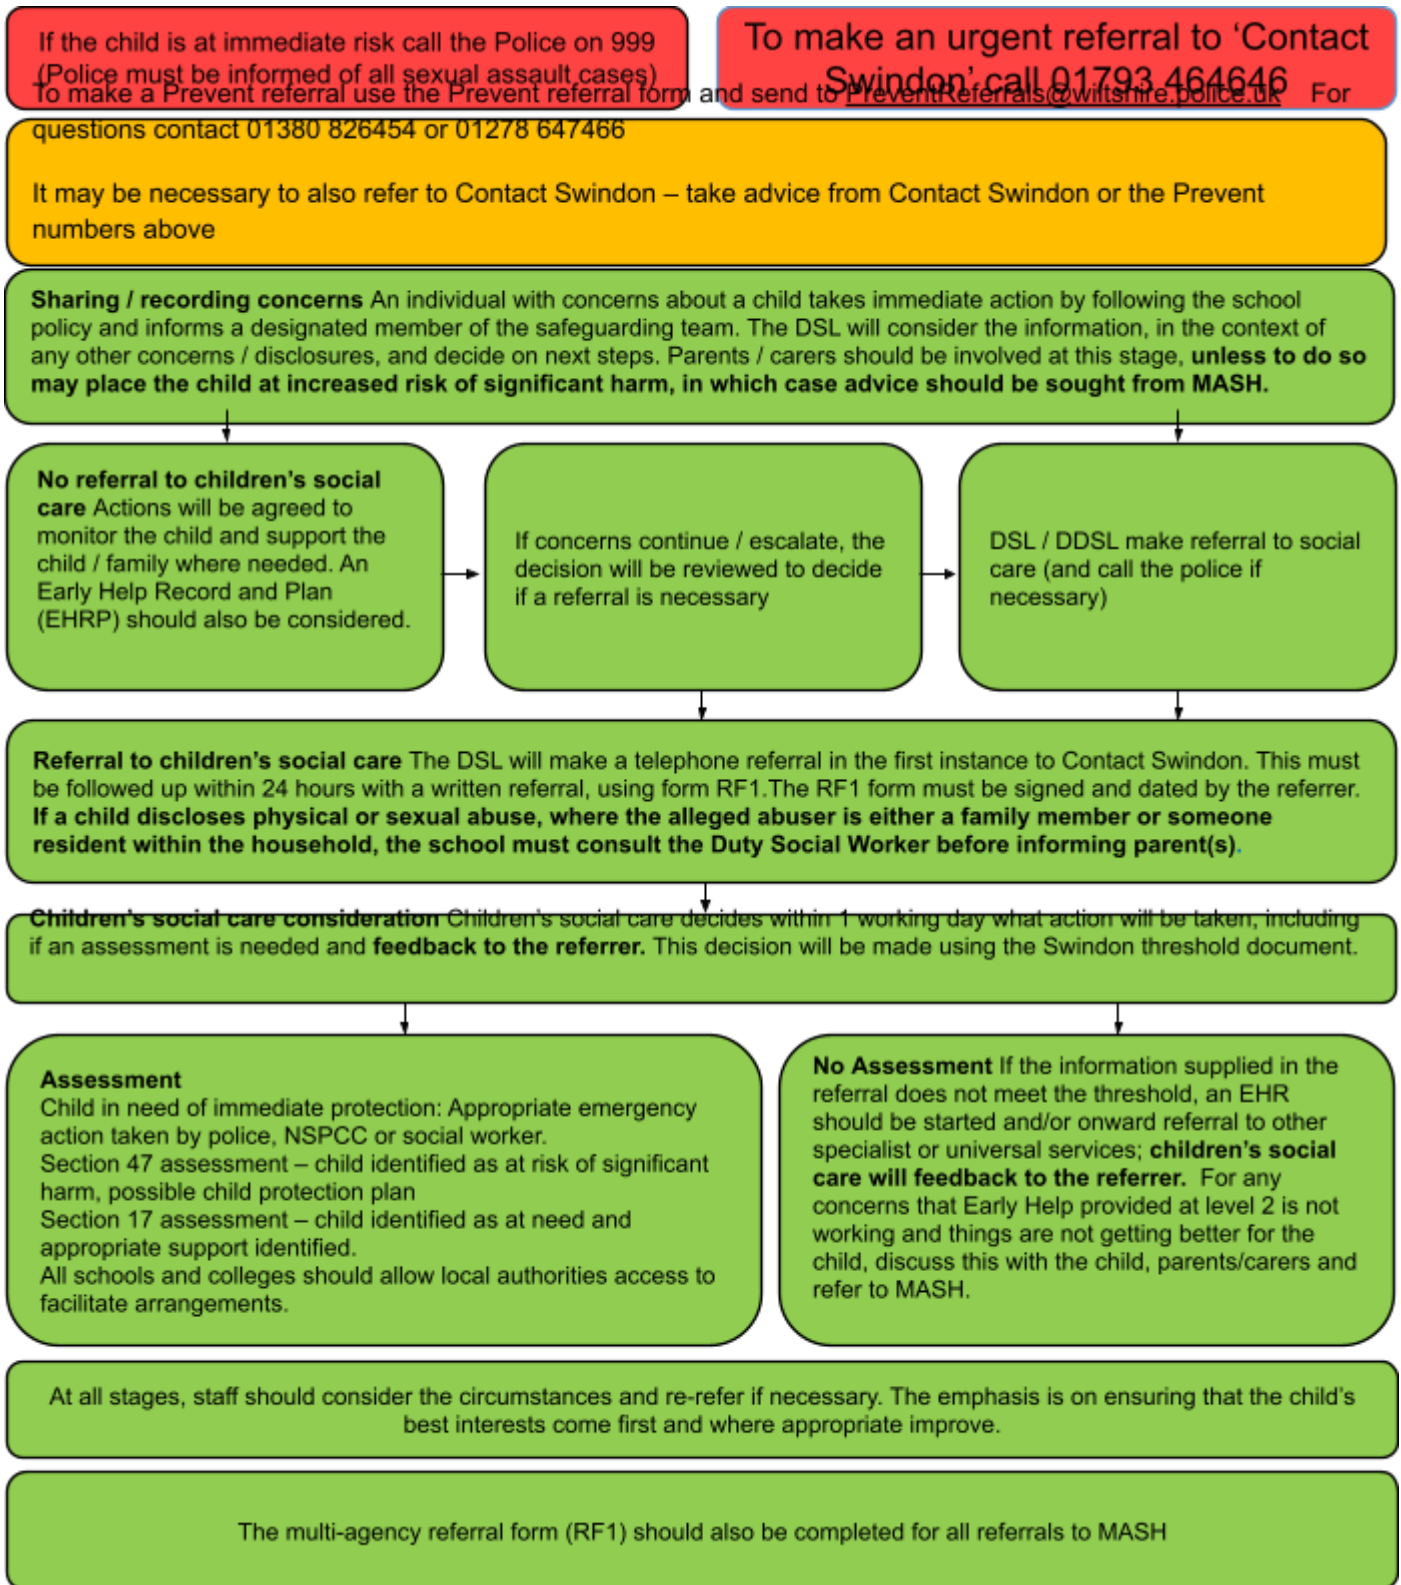 If the child is at immediate risk call the Police on 999
(Police must be informed of all sexual assault cases)
To make an urgent referral to ‘Contact
Swindon’ call 01793 464646
To make a Prevent referral use the Prevent referral form and send to PreventReferrals@wiltshire.police.uk For
questions contact 01380 826454 or 01278 647466
It may be necessary to also refer to Contact Swindon – take advice from Contact Swindon or the Prevent
numbers above
Sharing / recording concerns An individual with concerns about a child takes immediate action by following the school
policy and informs a designated member of the safeguarding team. The DSL will consider the information, in the context of
any other concerns / disclosures, and decide on next steps. Parents / carers should be involved at this stage, unless to do so
may place the child at increased risk of significant harm, in which case advice should be sought from MASH.
No referral to children’s social
care Actions will be agreed to
monitor the child and support the
child / family where needed. An
Early Help Record and Plan
(EHRP) should also be considered.
If concerns continue / escalate, the
decision will be reviewed to decide
if a referral is necessary
DSL / DDSL make referral to social
care (and call the police if
necessary)
Referral to children’s social care The DSL will make a telephone referral in the first instance to Contact Swindon. This must
be followed up within 24 hours with a written referral, using form RF1.The RF1 form must be signed and dated by the referrer.
If a child discloses physical or sexual abuse, where the alleged abuser is either a family member or someone
resident within the household, the school must consult the Duty Social Worker before informing parent(s).
Children’s social care consideration Children’s social care decides within 1 working day what action will be taken, including
if an assessment is needed and feedback to the referrer. This decision will be made using the Swindon threshold document.
Assessment
Child in need of immediate protection: Appropriate emergency
action taken by police, NSPCC or social worker.
Section 47 assessment – child identified as at risk of significant
harm, possible child protection plan
Section 17 assessment – child identified as at need and
appropriate support identified.
All schools and colleges should allow local authorities access to
facilitate arrangements.
No Assessment If the information supplied in the
referral does not meet the threshold, an EHR
should be started and/or onward referral to other
specialist or universal services; children’s social
care will feedback to the referrer. For any
concerns that Early Help provided at level 2 is not
working and things are not getting better for the
child, discuss this with the child, parents/carers and
refer to MASH.
At all stages, staff should consider the circumstances and re-refer if necessary. The emphasis is on ensuring that the child’s
best interests come first and where appropriate improve.
The multi-agency referral form (RF1) should also be completed for all referrals to MASH